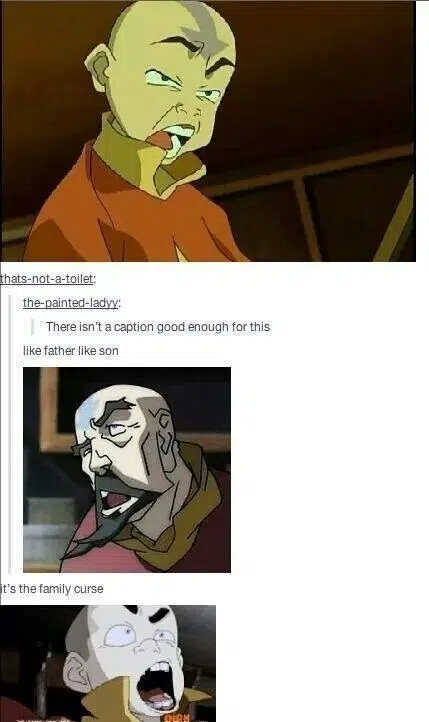 thats-not-a-toilet:
the-painted-ladyy:
There isn't a caption good enough for this
like father like son
it's the family curse